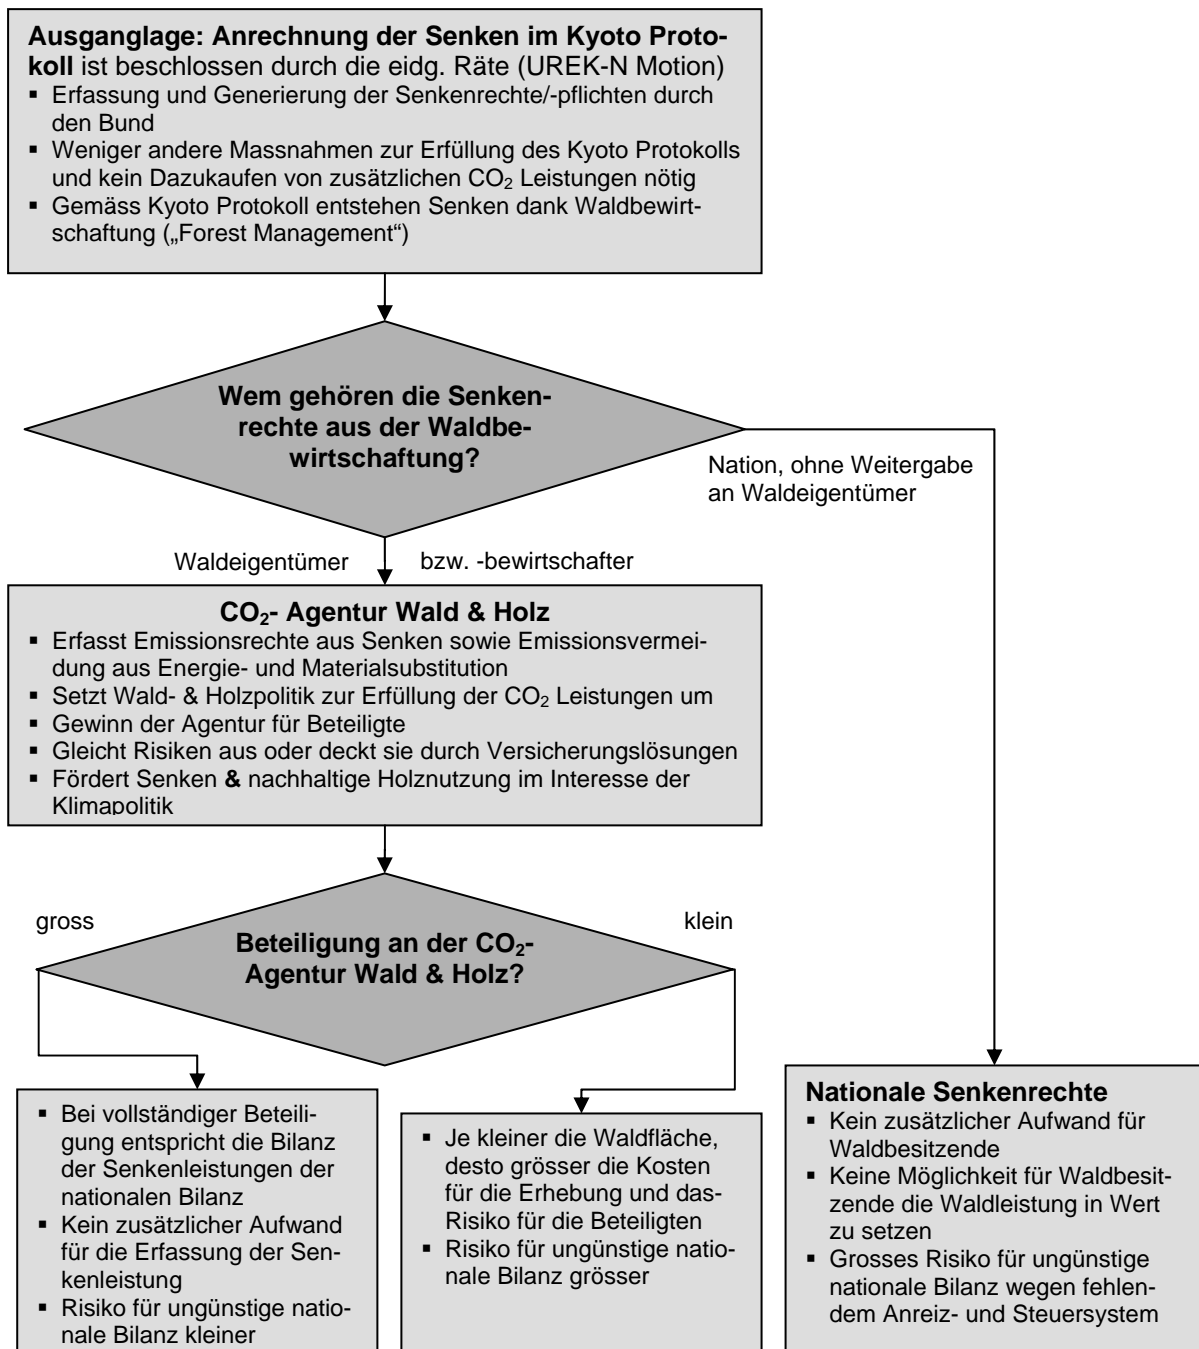 Ausganglage: Anrechnung der Senken im Kyoto Proto-
koll ist beschlossen durch die eidg. Räte (UREK-N Motion)
▪ Erfassung und Generierung der Senkenrechte/-pflichten durch
den Bund
▪ Weniger andere Massnahmen zur Erfüllung des Kyoto Protokolls
und kein Dazukaufen von zusätzlichen CO₂ Leistungen nötig
▪ Gemäss Kyoto Protokoll entstehen Senken dank Waldbewirt-
schaftung („Forest Management“)
Wem gehören die Senken-
rechte aus der Waldbe-
wirtschaftung?
Nation, ohne Weitergabe
an Waldeigentümer
Waldeigentümer bzw. -bewirtschafter
CO₂- Agentur Wald & Holz
▪ Erfasst Emissionsrechte aus Senken sowie Emissionsvermei-
dung aus Energie- und Materialsubstitution
▪ Setzt Wald- & Holzpolitik zur Erfüllung der CO₂ Leistungen um
▪ Gewinn der Agentur für Beteiligte
▪ Gleicht Risiken aus oder deckt sie durch Versicherungslösungen
▪ Fördert Senken & nachhaltige Holznutzung im Interesse der
Klimapolitik
gross
klein
Beteiligung an der CO₂-
Agentur Wald & Holz?
▪ Bei vollständiger Beteili-
gung entspricht die Bilanz
der Senkenleistungen der
nationalen Bilanz
▪ Kein zusätzlicher Aufwand
für die Erfassung der Sen-
kenleistung
▪ Risiko für ungünstige natio-
nale Bilanz kleiner
▪ Je kleiner die Waldfläche,
desto grösser die Kosten
für die Erhebung und das-
Risiko für die Beteiligten
▪ Risiko für ungünstige natio-
nale Bilanz grösser
Nationale Senkenrechte
▪ Kein zusätzlicher Aufwand für
Waldbesitzende
▪ Keine Möglichkeit für Waldbesit-
zende die Waldleistung in Wert
zu setzen
▪ Grosses Risiko für ungünstige
nationale Bilanz wegen fehlen-
dem Anreiz- und Steuersystem